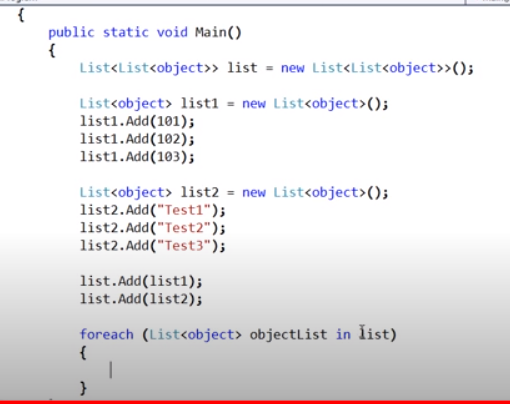 {
public static void Main()
{
List<List<object>> list = new List<List<object>>();
List<object> list1 = new List<object>();
list1.Add(101);
list1.Add(102);
list1.Add(103);
List<object> list2 = new List<object>();
list2.Add("Test1");
list2.Add("Test2");
list2.Add("Test3");
list.Add(list1);
list.Add(list2);
foreach (List<object> objectList in list)
{
}